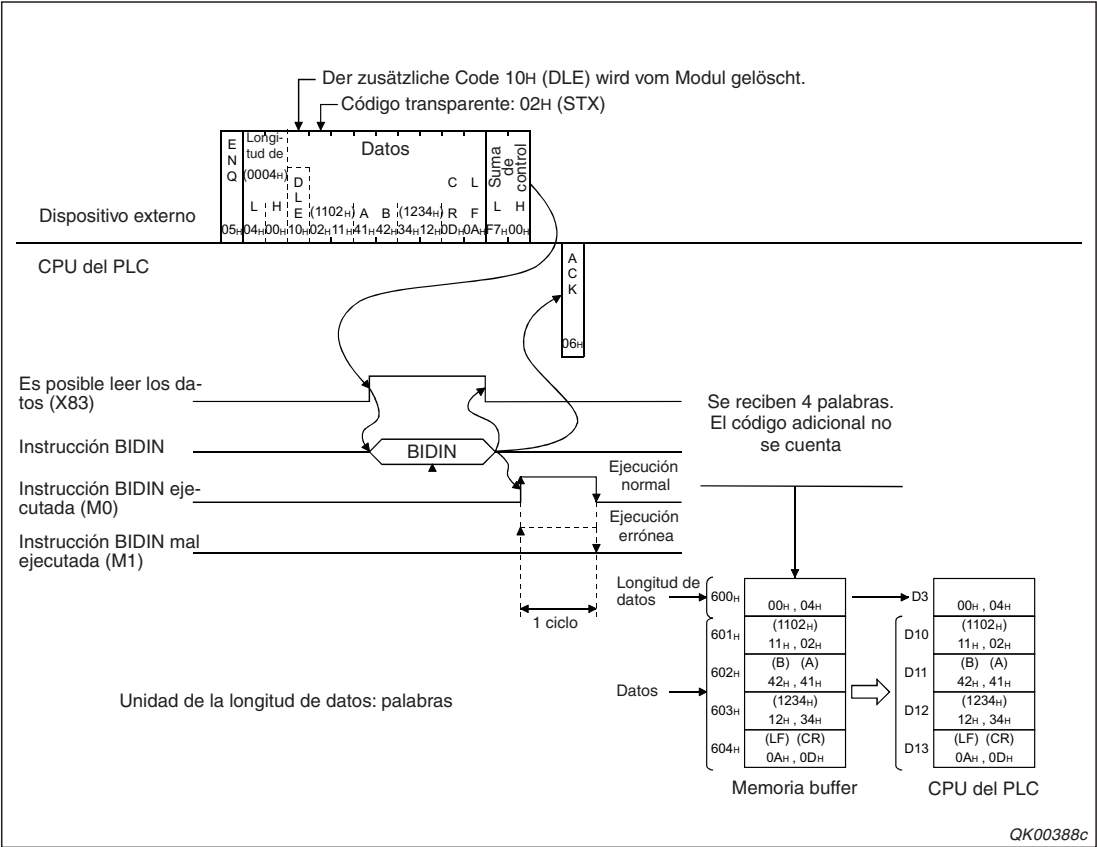 Der zusätzliche Code 10H (DLE) wird vom Modul gelöscht.
Código transparente: 02H (STX)
E N Q
Longi-
tud de
(0004H)
Datos
Suma de control
D L E
C L
L H (1102H) A B (1234H) R F L H
Dispositivo externo
05H 04H 00H 10H 02H 11H 41H 42H 34H 12H 0DH 0AH F7H 00H
CPU del PLC
A C K
06H
Es posible leer los da-
tos (X83)
Instrucción BIDIN
BIDIN
Instrucción BIDIN eje-
cutada (M0)
Ejecución
normal
Instrucción BIDIN mal
ejecutada (M1)
Ejecución
errónea
1 ciclo
Se reciben 4 palabras.
El código adicional no
se cuenta
Longitud de
datos
600H
00H , 04H
D3
00H , 04H
601H
(1102H)
11H , 02H
D10
(1102H)
11H , 02H
602H
(B) (A)
42H , 41H
D11
(B) (A)
42H , 41H
Datos
603H
(1234H)
12H , 34H
D12
(1234H)
12H , 34H
604H
(LF) (CR)
0AH , 0DH
D13
(LF) (CR)
0AH , 0DH
Unidad de la longitud de datos: palabras
Memoria buffer
CPU del PLC
QK00388c